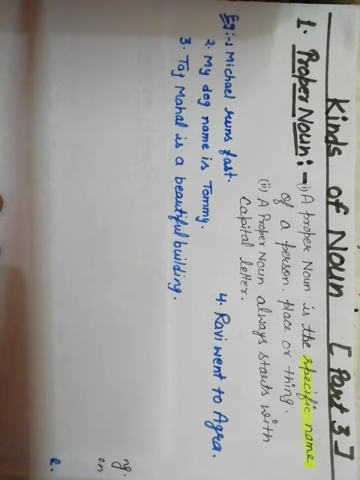 Kinds of Noun [Part 3]
1. Proper Noun:- i) A proper Noun is the specific name
of a person. place or thing.
(ii) A Proper Noun always starts with
Capital letter.
Eg:-1 Michael runs fast.
2. My dog name is Tommy.
3. Taj Mahal is a beautiful building.
4. Ravi went to Agra.
ng.
en